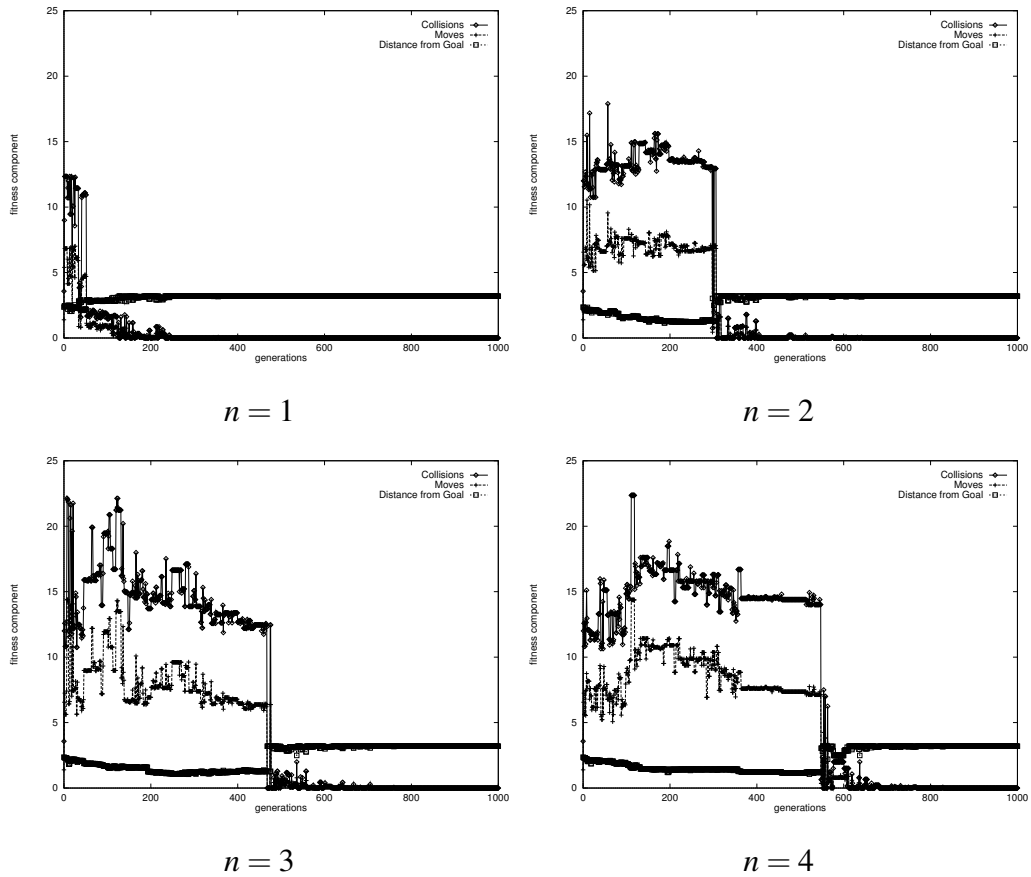 25
20
15
10
5
0
fitness component
0 200 400 600 800 1000
generations
Collisions
Moves
Distance from Goal
n = 1
25
20
15
10
5
0
fitness component
0 200 400 600 800 1000
generations
Collisions
Moves
Distance from Goal
n = 2
25
20
15
10
5
0
fitness component
0 200 400 600 800 1000
generations
Collisions
Moves
Distance from Goal
n = 3
25
20
15
10
5
0
fitness component
0 200 400 600 800 1000
generations
Collisions
Moves
Distance from Goal
n = 4